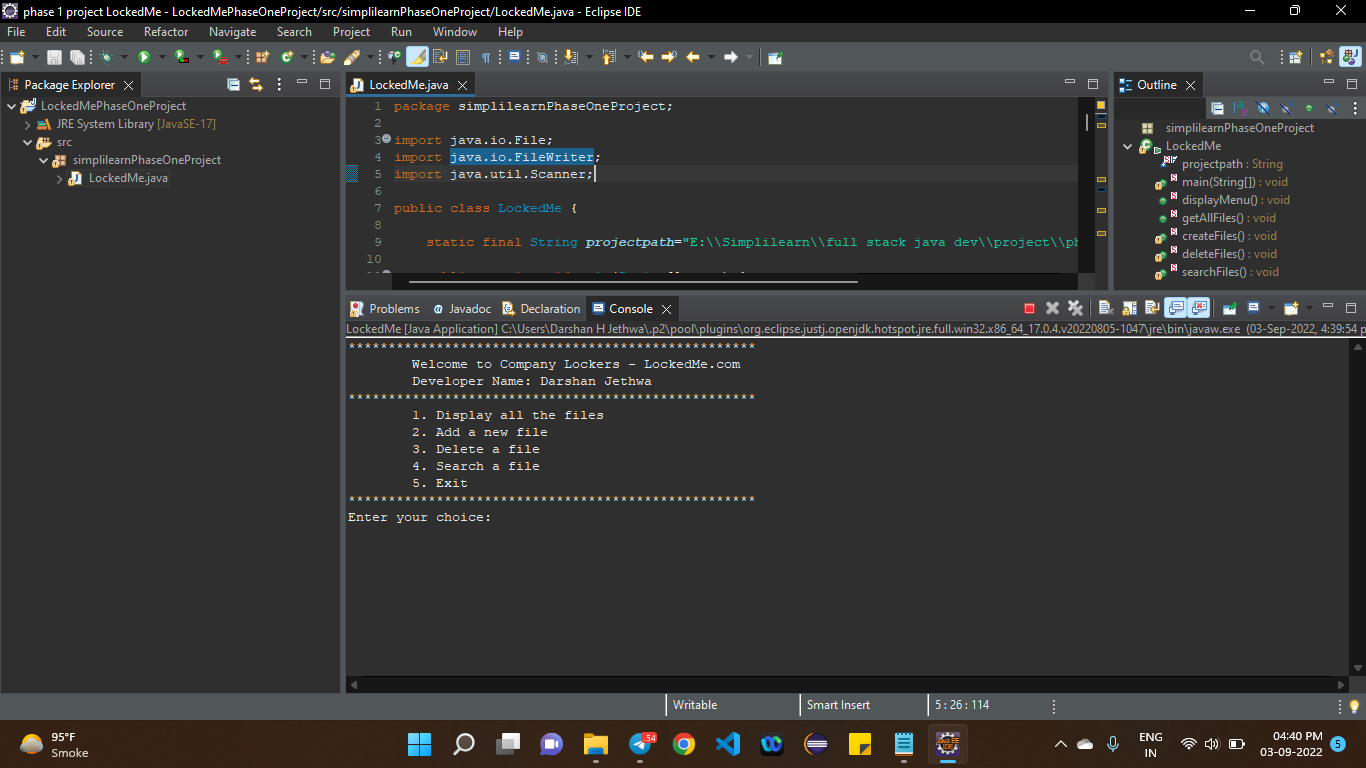 phase 1 project LockedMe - LockedMePhaseOneProject/src/simplilearnPhaseOneProject/LockedMe.java - Eclipse IDE
File Edit Source Refactor Navigate Search Project Run Window Help
Package Explorer
LockedMePhaseOneProject
JRE System Library [JavaSE-17]
src
simplilearnPhaseOneProject
LockedMe.java
LockedMe.java
1 package simplilearnPhaseOneProject;
2
3 import java.io.File;
4 import java.io.FileWriter;
5 import java.util.Scanner;
6
7 public class LockedMe {
8
9 static final String projectpath="E:\\Simplilearn\\full stack java dev\\project\\ph
10
Outline
simplilearnPhaseOneProject
LockedMe
projectpath : String
main(String[]) : void
displayMenu() : void
getAllFiles() : void
createFiles() : void
deleteFiles() : void
searchFiles() : void
Problems Javadoc Declaration Console
LockedMe [Java Application] C:\Users\Darshan H Jethwa\.p2\pool\plugins\org.eclipse.justj.openjdk.hotspot.jre.full.win32.x86_64_17.0.4.v20220805-1047\jre\bin\javaw.exe (03-Sep-2022, 4:39:54 p
***************************************************
Welcome to Company Lockers - LockedMe.com
Developer Name: Darshan Jethwa
***************************************************
1. Display all the files
2. Add a new file
3. Delete a file
4. Search a file
5. Exit
***************************************************
Enter your choice:
Writable Smart Insert 5 : 26 : 114
95°F
Smoke
54
ENG
IN
04:40 PM
03-09-2022
5